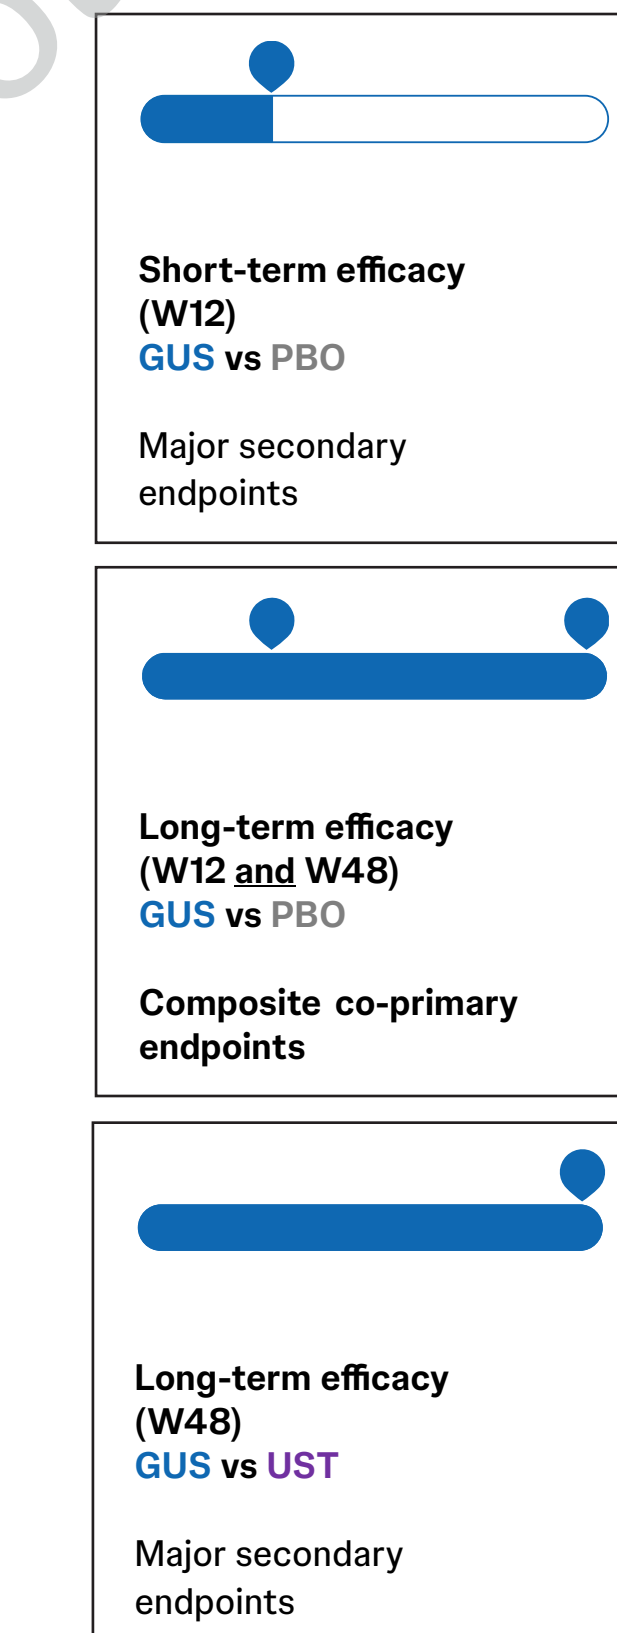 Short-term efficacy
(W12)
GUS vs PBO
Major secondary
endpoints
Long-term efficacy
(W12 and W48)
GUS vs PBO
Composite co-primary
endpoints
Long-term efficacy
(W48)
GUS vs UST
Major secondary
endpoints